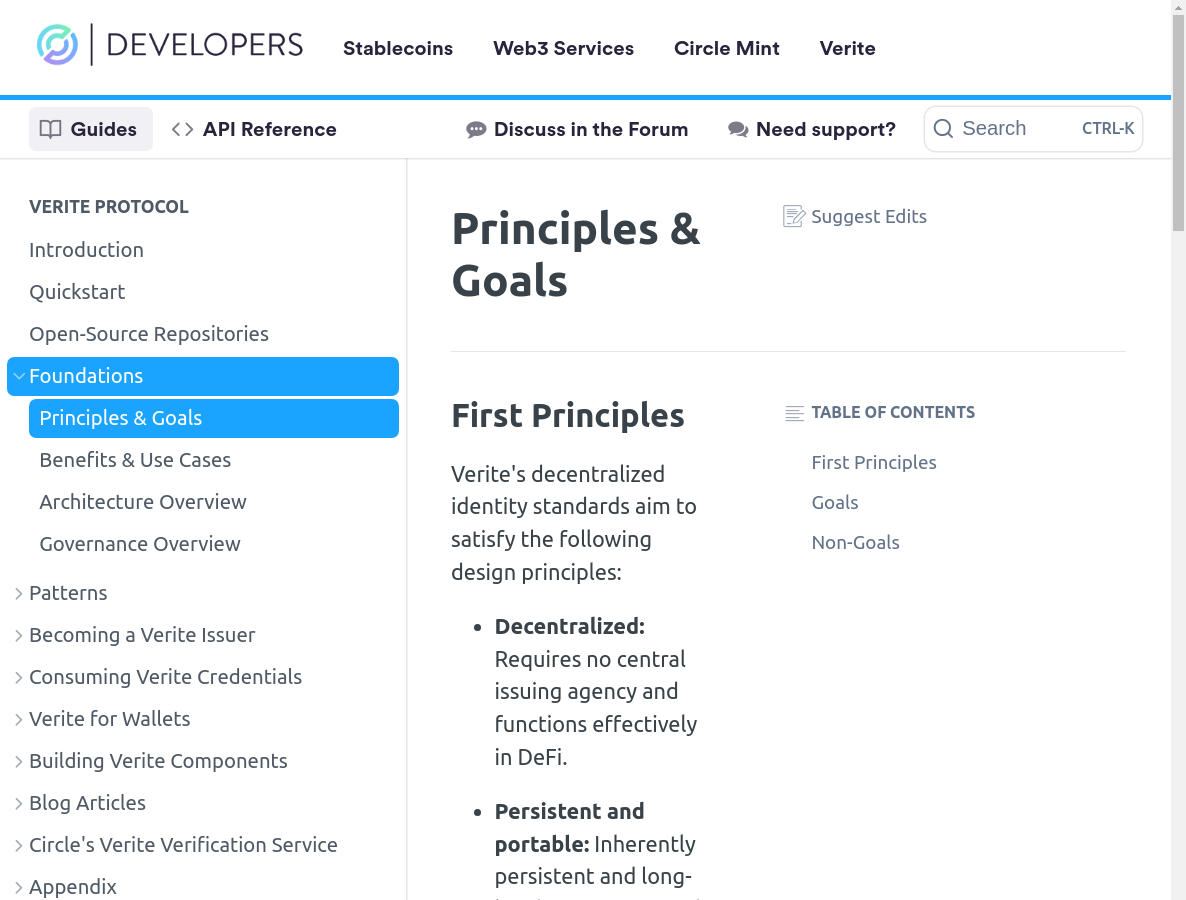 DEVELOPERS
Stablecoins
Web3 Services
Circle Mint
Verite
Guides
API Reference
Discuss in the Forum
Need support?
Search
CTRL-K
VERITE PROTOCOL
Introduction
Quickstart
Open-Source Repositories
Foundations
Principles & Goals
Benefits & Use Cases
Architecture Overview
Governance Overview
Patterns
Becoming a Verite Issuer
Consuming Verite Credentials
Verite for Wallets
Building Verite Components
Blog Articles
Circle's Verite Verification Service
Appendix
Principles &
Goals
Suggest Edits
First Principles
Verite's decentralized
identity standards aim to
satisfy the following
design principles:
Decentralized:
Requires no central
issuing agency and
functions effectively
in DeFi.
Persistent and
portable: Inherently
persistent and long-
TABLE OF CONTENTS
First Principles
Goals
Non-Goals